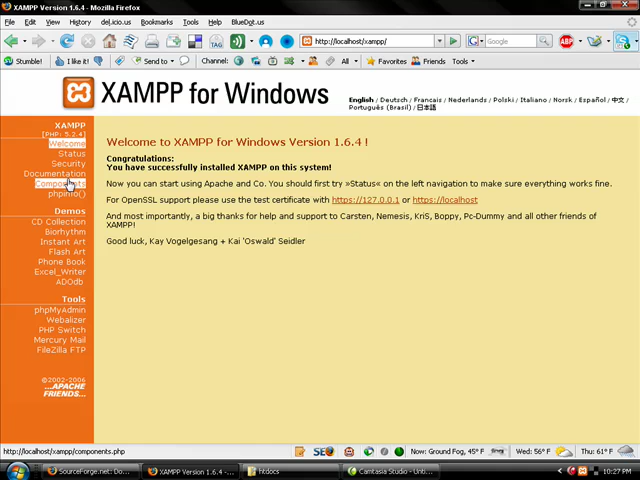 XAMPP Version 1.6.4 - Mozilla Firefox
File Edit View History del.icio.us Bookmarks Tools Help BlueDgt.us
http://localhost/xampp/
Google
Stumble! I like it! Send to Channel: All Favorites Friends Tools
XAMPP for Windows
English / Deutsch / Francais / Nederlands / Polski / Italiano / Norsk / Español / 中文 /
Português (Brasil) / 日本語
XAMPP
[PHP: 5.2.4]
Welcome
Status
Security
Documentation
Components
phpinfo()
Demos
CD Collection
Biorhythm
Instant Art
Flash Art
Phone Book
Excel_Writer
ADOdb
Tools
phpMyAdmin
Webalizer
PHP Switch
Mercury Mail
FileZilla FTP
©2002-2006
...APACHE
FRIENDS...
Welcome to XAMPP for Windows Version 1.6.4 !
Congratulations:
You have successfully installed XAMPP on this system!
Now you can start using Apache and Co. You should first try »Status« on the left navigation to make sure everything works fine.
For OpenSSL support please use the test certificate with https://127.0.0.1 or https://localhost
And most importantly, a big thanks for help and support to Carsten, Nemesis, KriS, Boppy, Pc-Dummy and all other friends of
XAMPP!
Good luck, Kay Vogelgesang + Kai 'Oswald' Seidler
http://localhost/xampp/components.php
Now: Ground Fog, 45° F Wed: 56° F Thu: 61° F
SourceForge.net: Do... XAMPP Version 1.6.4 -... htdocs Camtasia Studio - Unti... 10:27 PM